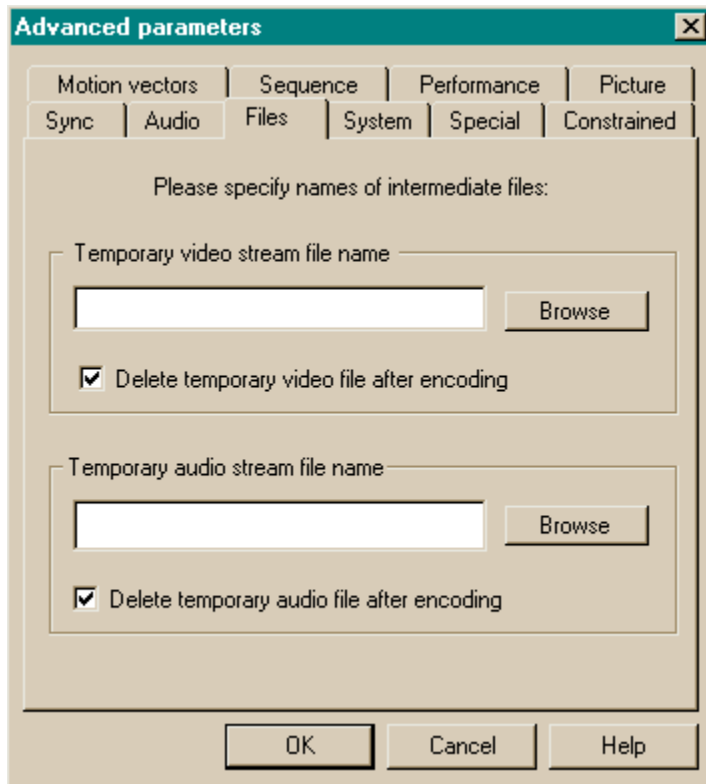 Advanced parameters
Motion vectors Sequence Performance Picture
Sync Audio Files System Special Constrained
Please specify names of intermediate files:
Temporary video stream file name
Browse
Delete temporary video file after encoding
Temporary audio stream file name
Browse
Delete temporary audio file after encoding
OK Cancel Help